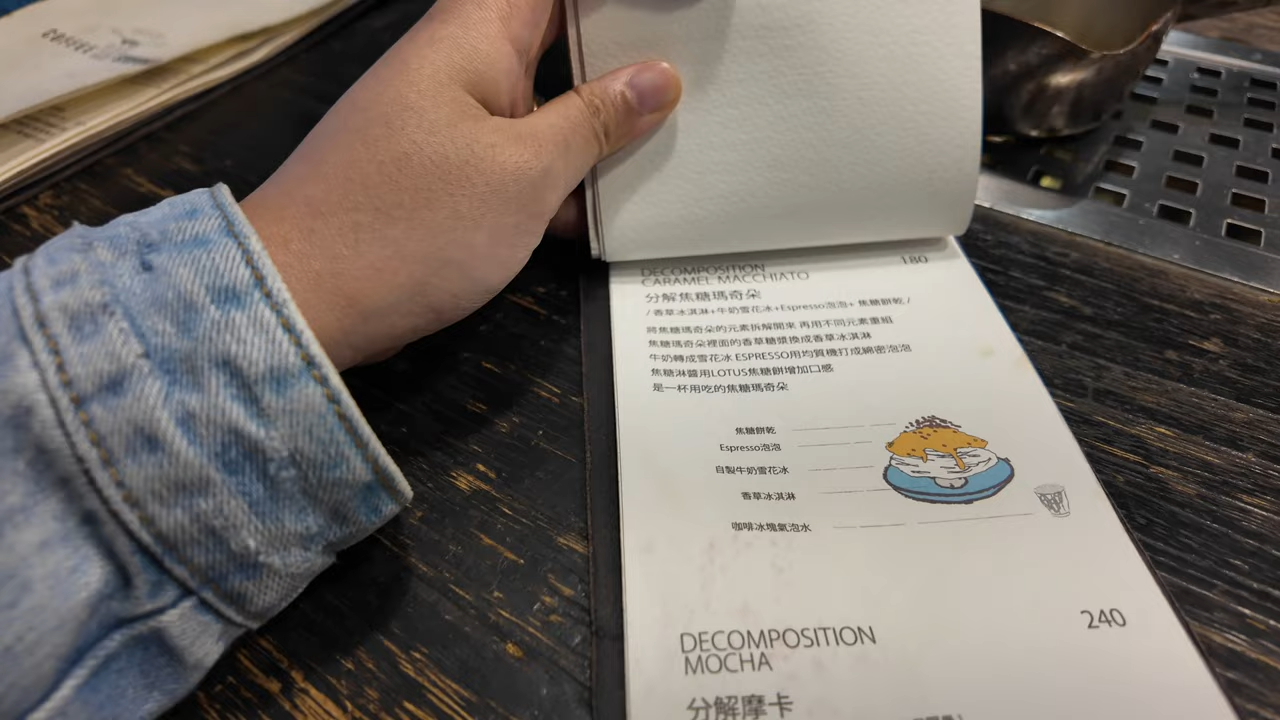 COFFEE
DECOMPOSITION
CARAMEL MACCHIATO
180
分解焦糖瑪奇朵
/ 香草冰淇淋+牛奶雪花冰+Espresso泡泡+ 焦糖餅乾 /
將焦糖瑪奇朵的元素拆解開來 再用不同元素重組
焦糖瑪奇朵裡面的香草糖漿換成香草冰淇淋
牛奶轉成雪花冰 ESPRESSO用均質機打成綿密泡泡
焦糖淋醬用LOTUS焦糖餅增加口感
是一杯用吃的焦糖瑪奇朵
焦糖餅乾
Espresso泡泡
自製牛奶雪花冰
香草冰淇淋
咖啡冰塊氣泡水
DECOMPOSITION
MOCHA
240
分解摩卡